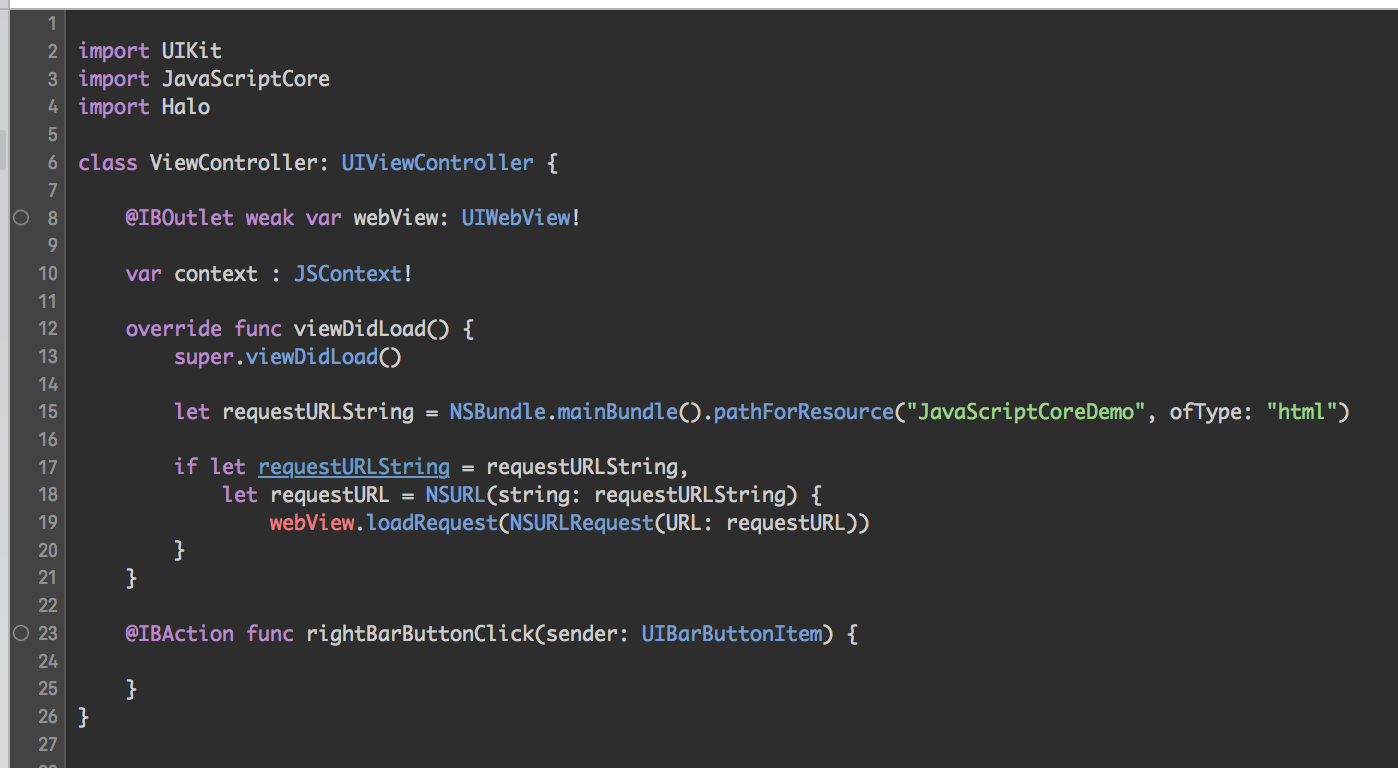 1
2 import UIKit
3 import JavaScriptCore
4 import Halo
5
6 class ViewController: UIViewController {
7
8     @IBOutlet weak var webView: UIWebView!
9
10     var context : JSContext!
11
12     override func viewDidLoad() {
13         super.viewDidLoad()
14
15         let requestURLString = NSBundle.mainBundle().pathForResource("JavaScriptCoreDemo", ofType: "html")
16
17         if let requestURLString = requestURLString,
18             let requestURL = NSURL(string: requestURLString) {
19                 webView.loadRequest(NSURLRequest(URL: requestURL))
20         }
21     }
22
23     @IBAction func rightBarButtonClick(sender: UIBarButtonItem) {
24
25     }
26 }
27